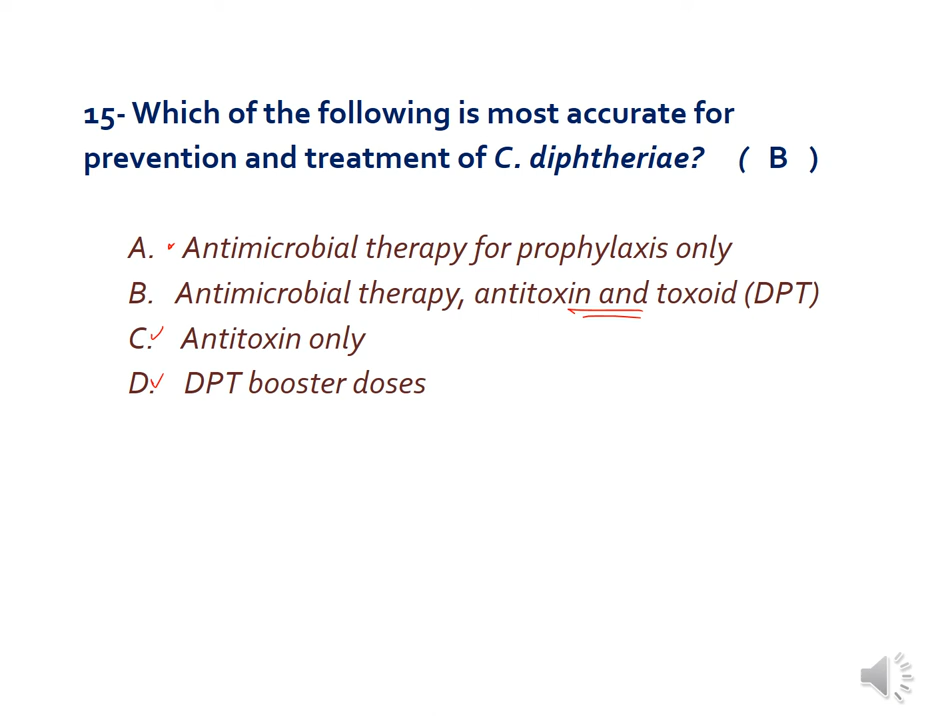 15- Which of the following is most accurate for
prevention and treatment of C. diphtheriae? ( B )
A. Antimicrobial therapy for prophylaxis only
B. Antimicrobial therapy, antitoxin and toxoid (DPT)
C. Antitoxin only
D. DPT booster doses